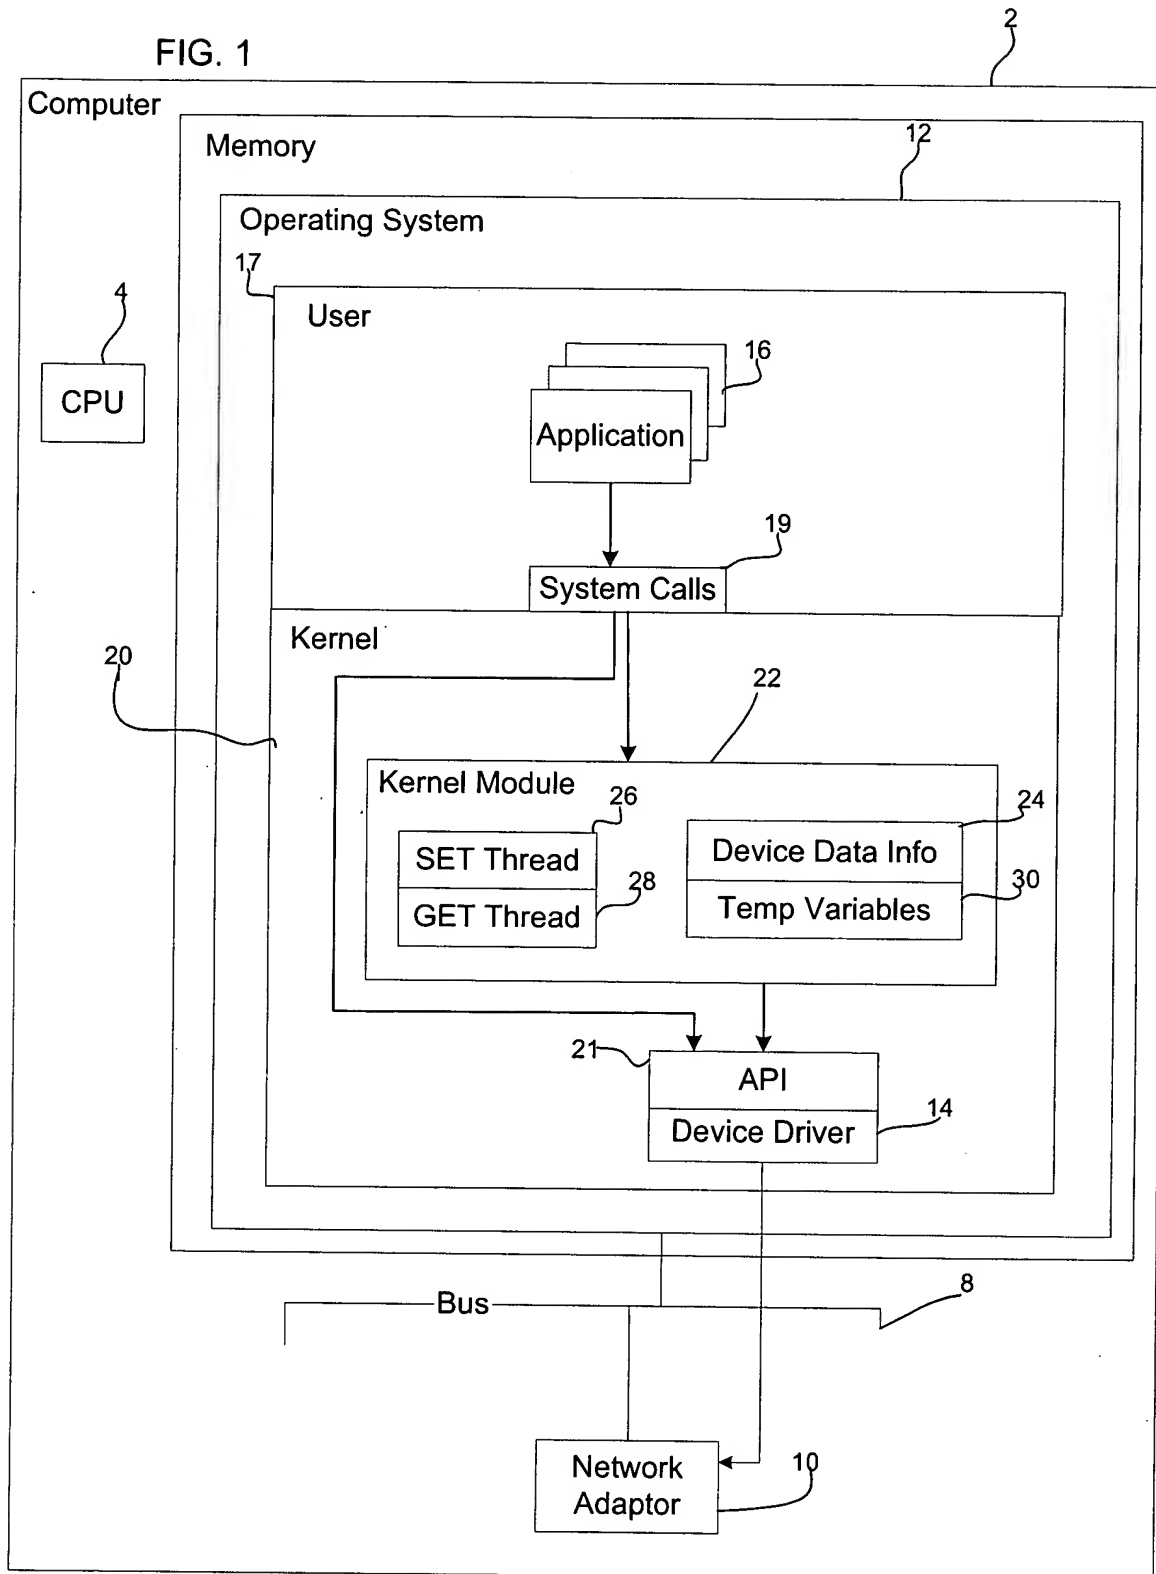 2
FIG. 1
Computer
Memory
12
Operating System
17
4
User
16
CPU
Application
19
System Calls
Kernel
20
22
Kernel Module
26
24
SET Thread
Device Data Info
28
30
GET Thread
Temp Variables
21
API
14
Device Driver
8
Bus
Network
Adaptor
10